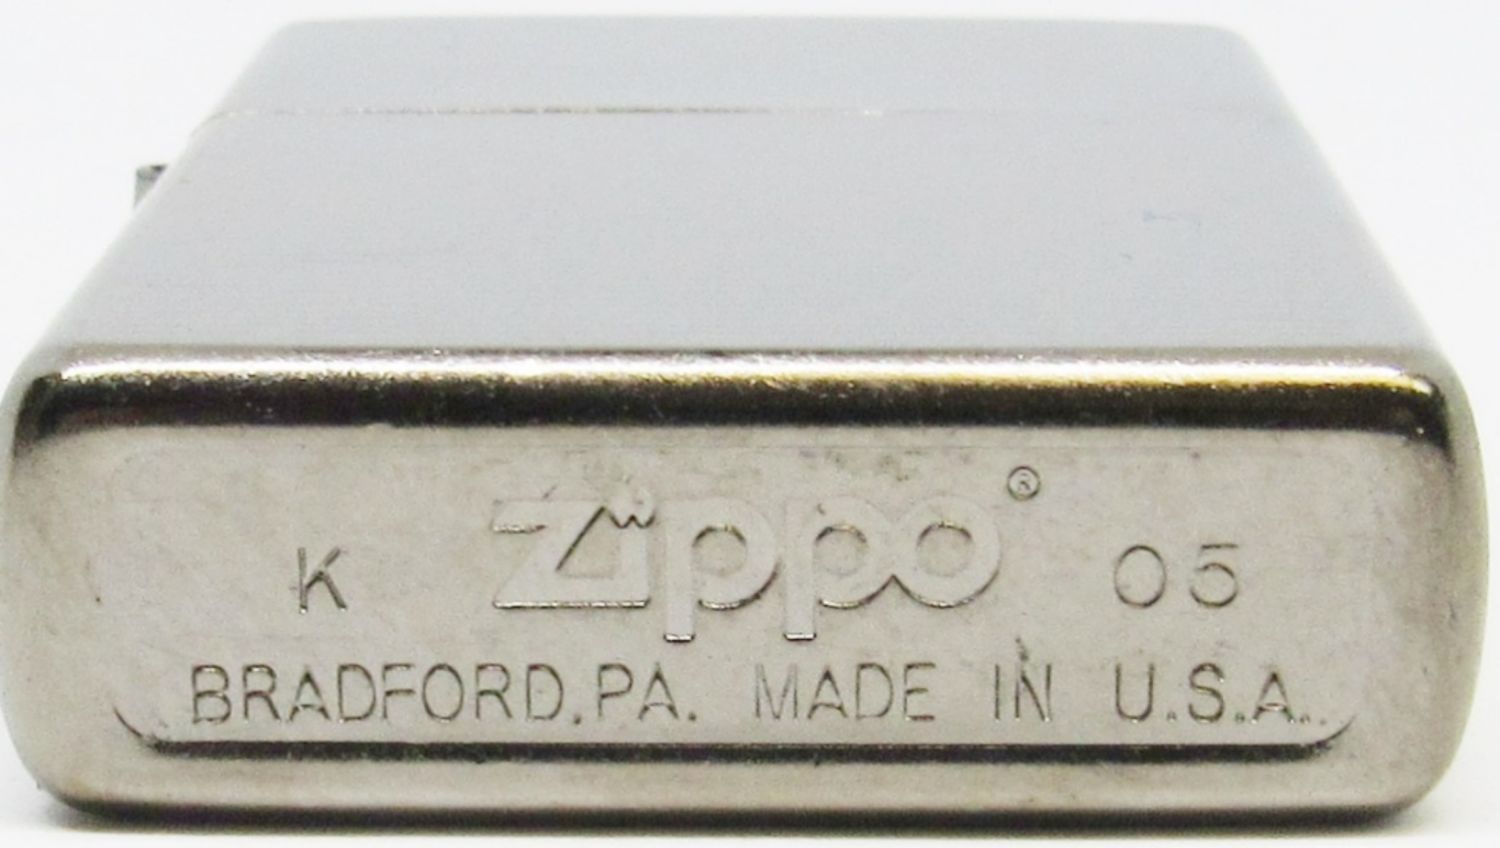 K Zippo® 05
BRADFORD,PA. MADE IN U.S.A.